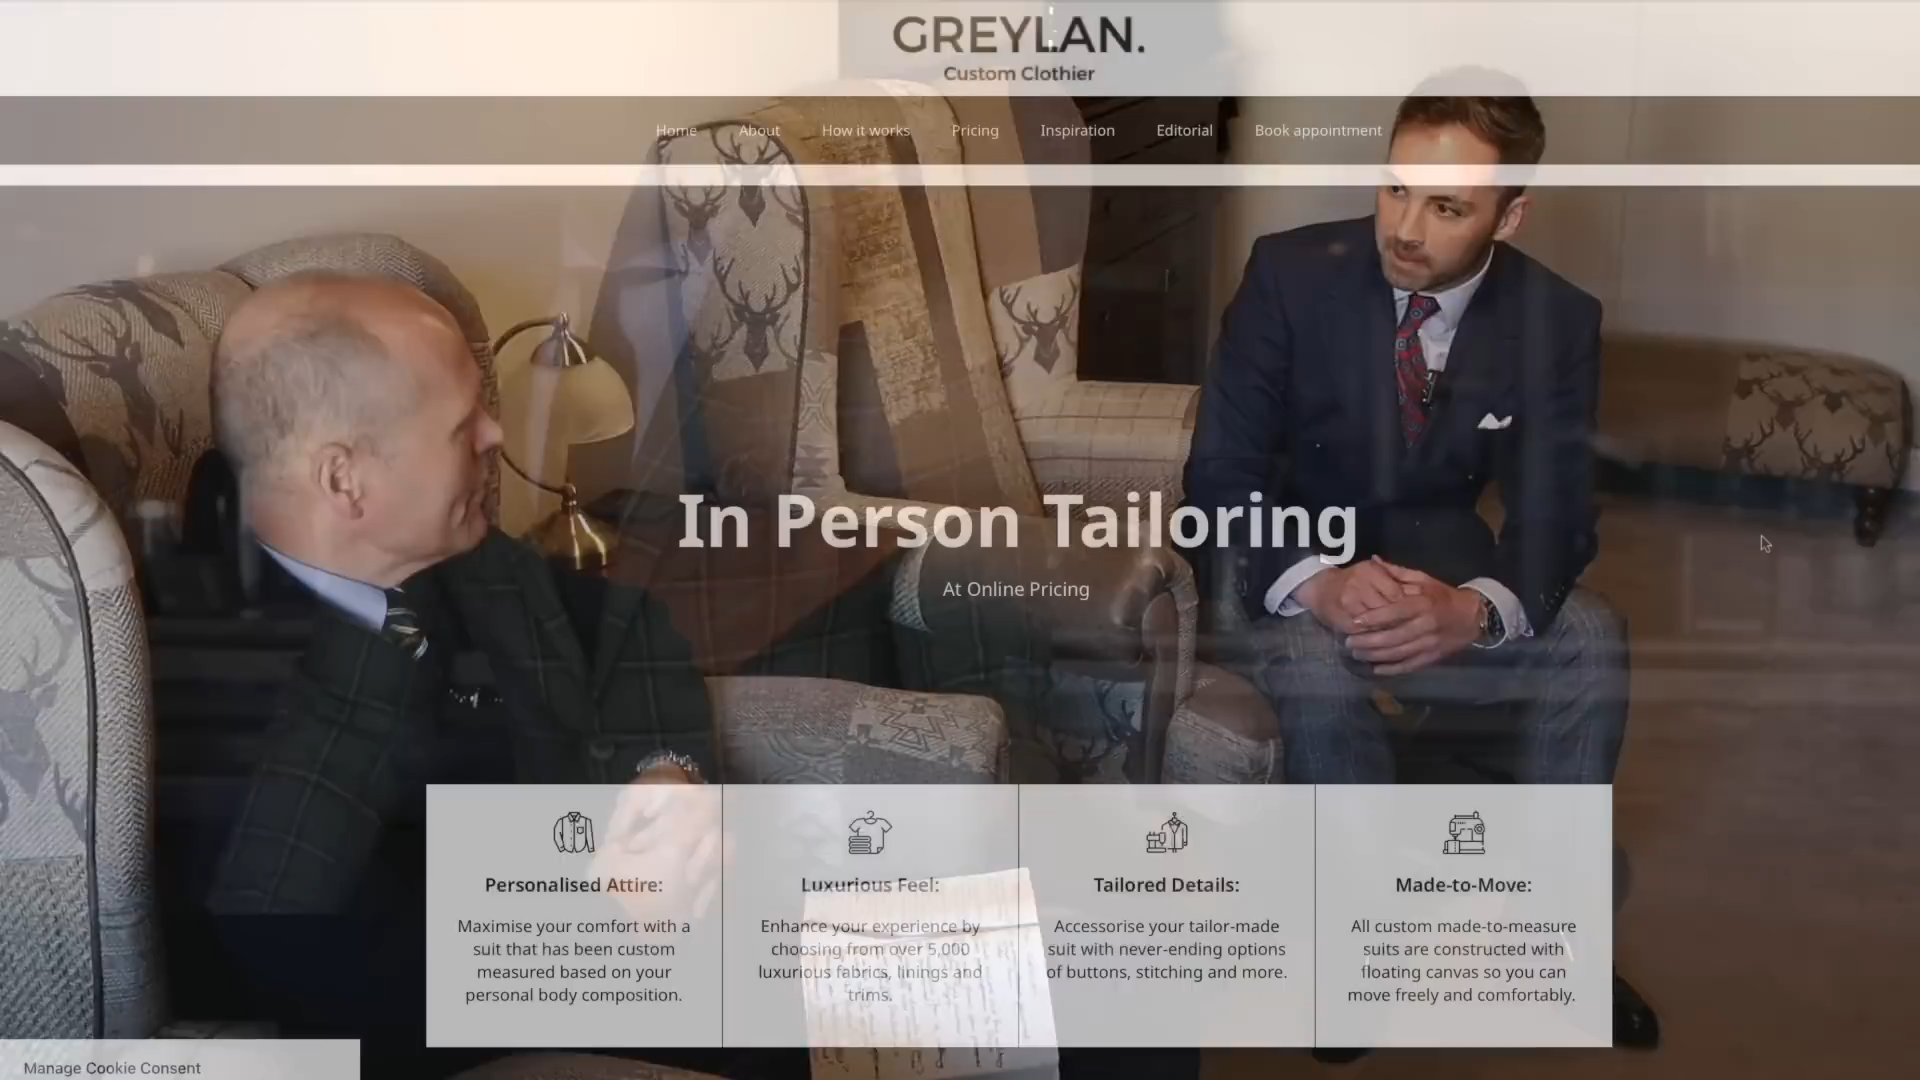 GREYLAN.
Custom Clothier
Home About How it works Pricing Inspiration Editorial Book appointment
In Person Tailoring
At Online Pricing
Personalised Attire:
Maximise your comfort with a
suit that has been custom
measured based on your
personal body composition.
Luxurious Feel:
Enhance your experience by
choosing from over 5,000
luxurious fabrics, linings and
trims.
Tailored Details:
Accessorise your tailor-made
suit with never-ending options
of buttons, stitching and more.
Made-to-Move:
All custom made-to-measure
suits are constructed with
floating canvas so you can
move freely and comfortably.
Manage Cookie Consent